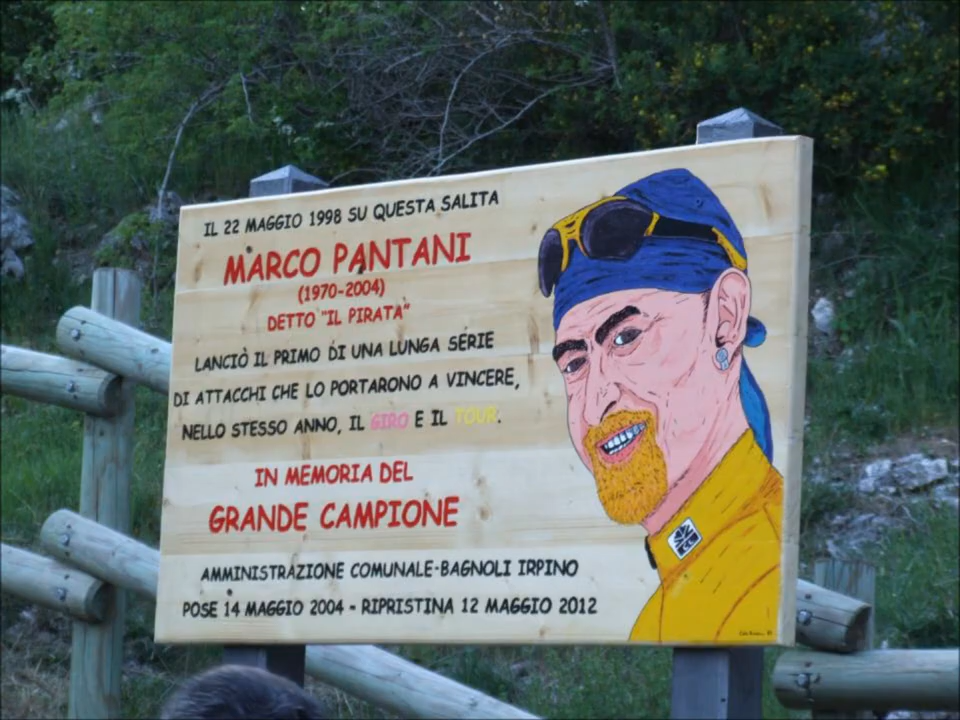 IL 22 MAGGIO 1998 SU QUESTA SALITA
MARCO PANTANI
(1970-2004)
DETTO "IL PIRATA"
LANCIÒ IL PRIMO DI UNA LUNGA SERIE
DI ATTACCHI CHE LO PORTARONO A VINCERE,
NELLO STESSO ANNO, IL GIRO E IL TOUR.
IN MEMORIA DEL
GRANDE CAMPIONE
AMMINISTRAZIONE COMUNALE-BAGNOLI IRPINO
POSE 14 MAGGIO 2004 - RIPRISTINA 12 MAGGIO 2012